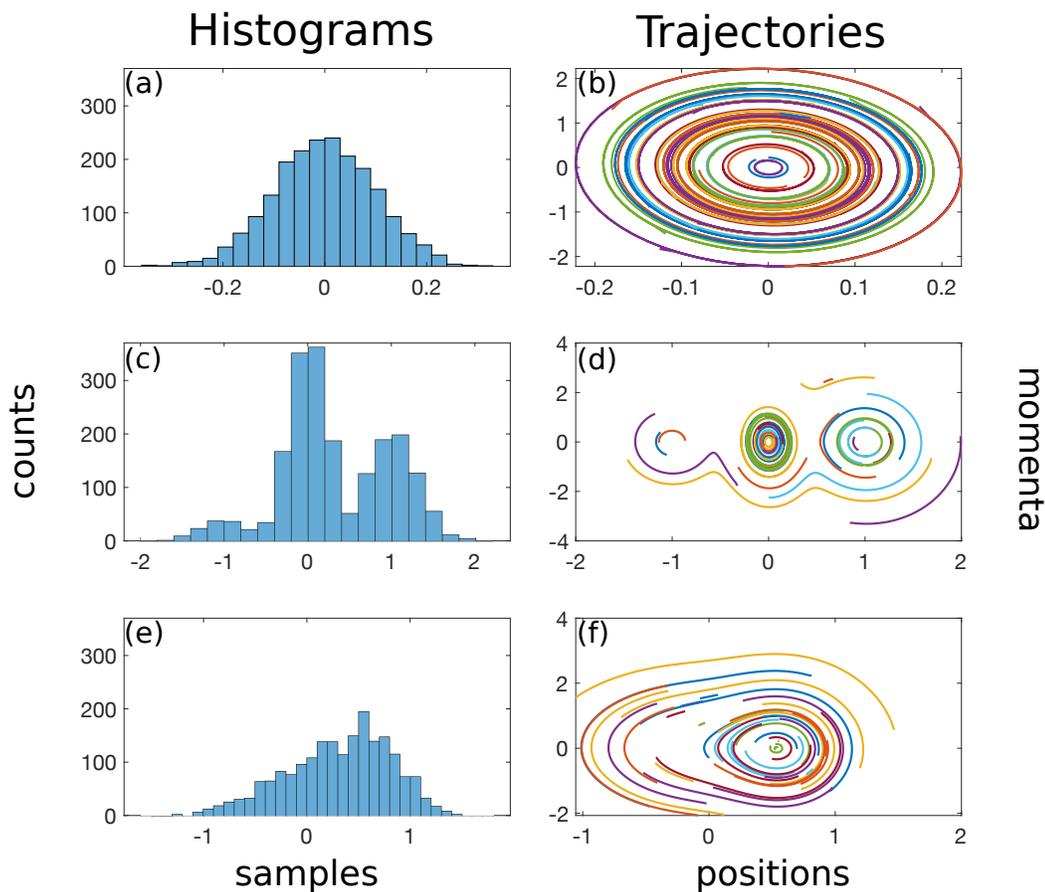 Histograms Trajectories
(a) (b)
300
200
100
0
-0.2 0 0.2
2
1
0
-1
-2
-0.2 -0.1 0 0.1 0.2
(c) (d)
300
200
100
0
-2 -1 0 1 2
4
2
0
-2
-4
-2 -1 0 1 2
counts
momenta
(e) (f)
300
200
100
0
-1 0 1
4
2
0
-2
-1 0 1 2
samples positions